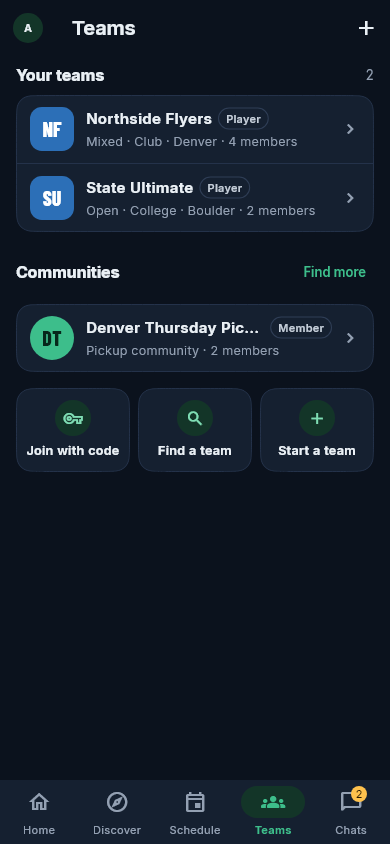 A Teams
Your teams 2
NF Northside Flyers Player
Mixed · Club · Denver · 4 members
SU State Ultimate Player
Open · College · Boulder · 2 members
Communities Find more
DT Denver Thursday Pic... Member
Pickup community · 2 members
Join with code Find a team Start a team
2
Home Discover Schedule Teams Chats